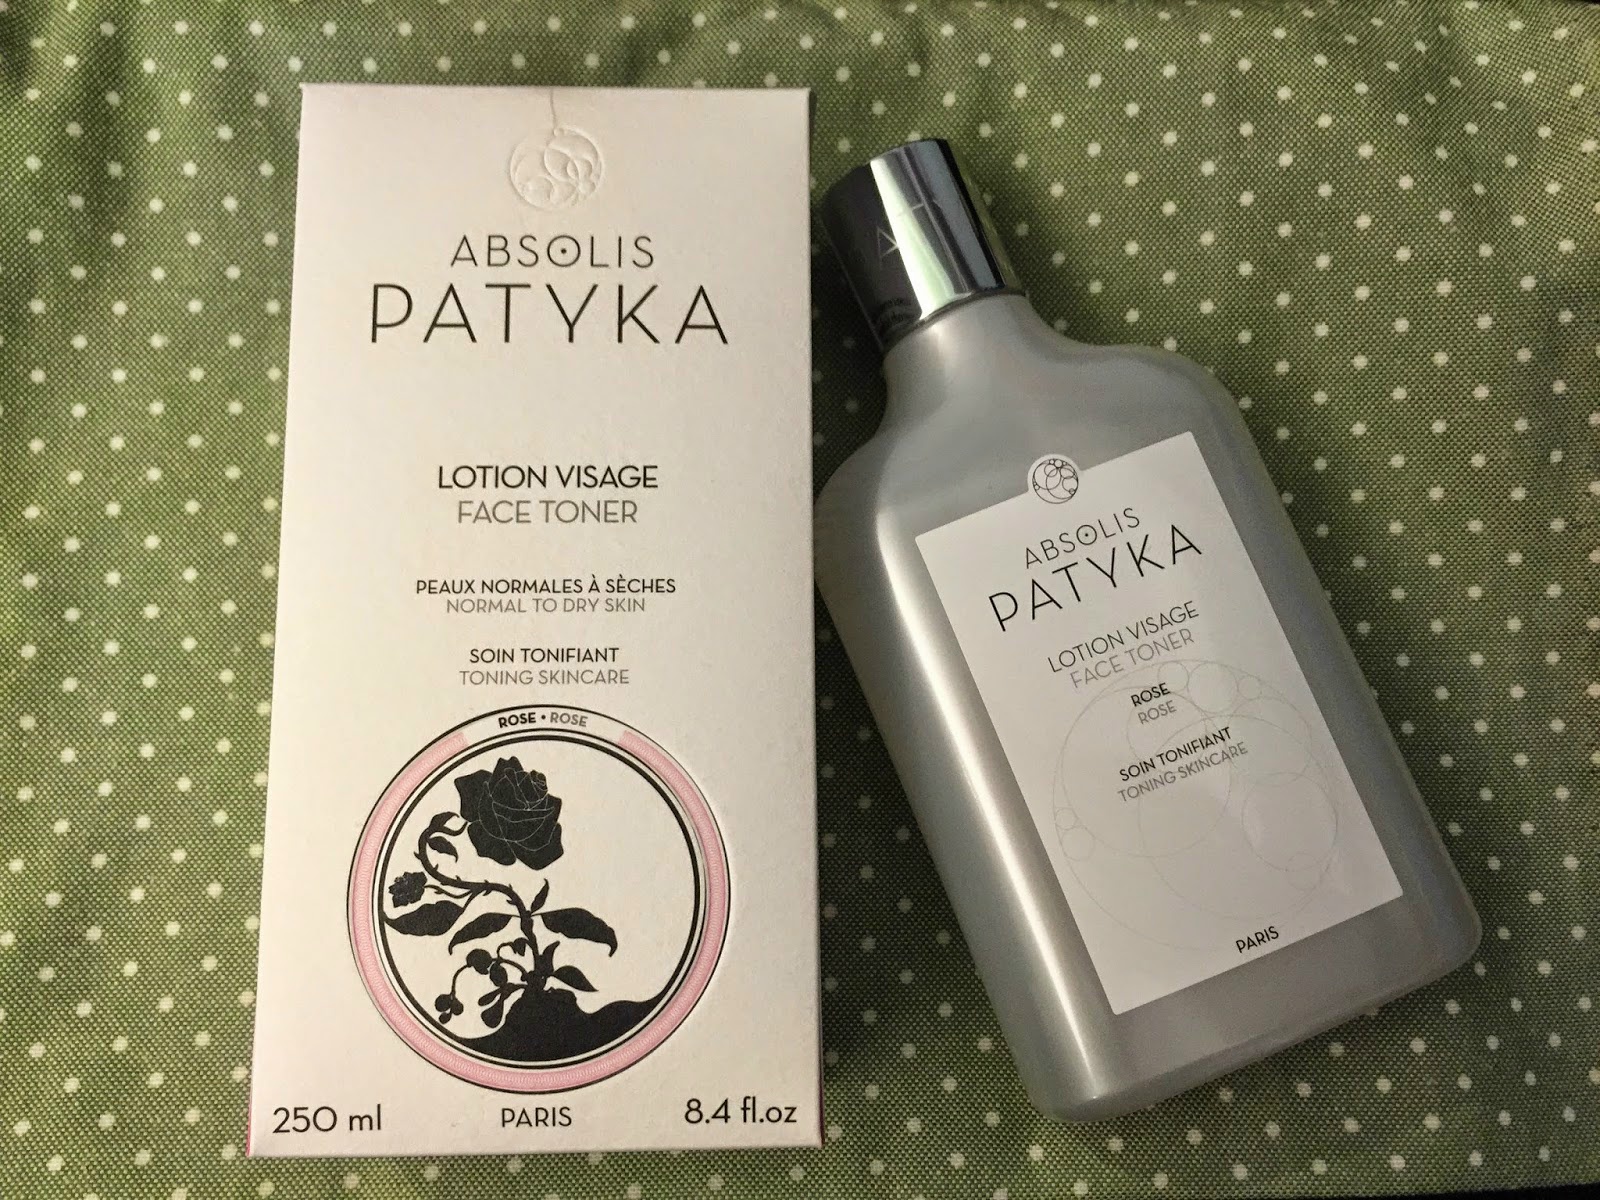 ABSOLIS
PATYKA
LOTION VISAGE
FACE TONER
PEAUX NORMALES À SÈCHES
NORMAL TO DRY SKIN
SOIN TONIFIANT
TONING SKINCARE
ROSE • ROSE
250 ml
PARIS
8.4 fl.oz
ABSOLIS
PATYKA
LOTION VISAGE
FACE TONER
ROSE
ROSE
SOIN TONIFIANT
TONING SKINCARE
PARIS